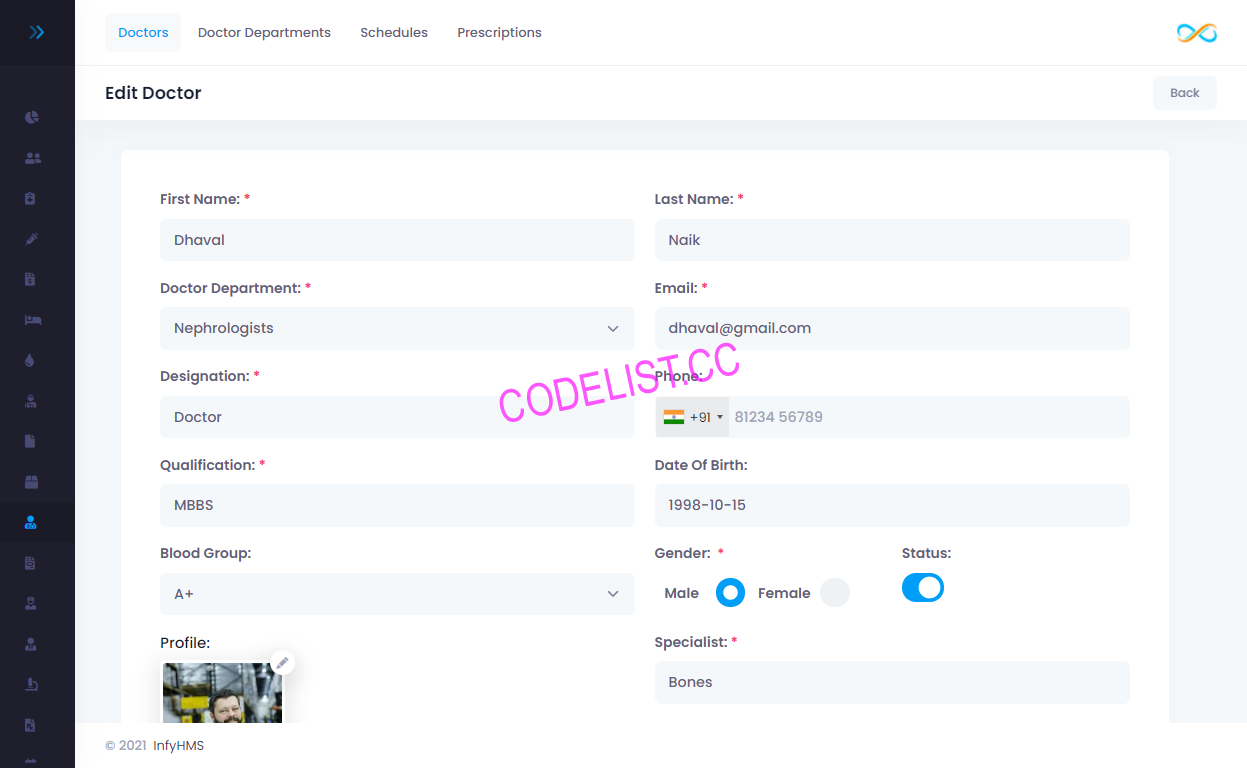 Doctors Doctor Departments Schedules Prescriptions
Edit Doctor Back
First Name: * Last Name: *
Dhaval Naik
Doctor Department: * Email: *
Nephrologists dhaval@gmail.com
Designation: * Phone:
CODELIST.CC
Doctor +91 81234 56789
Qualification: * Date Of Birth:
MBBS 1998-10-15
Blood Group: Gender: * Status:
A+ Male Female
Profile: Specialist: *
Bones
© 2021 InfyHMS